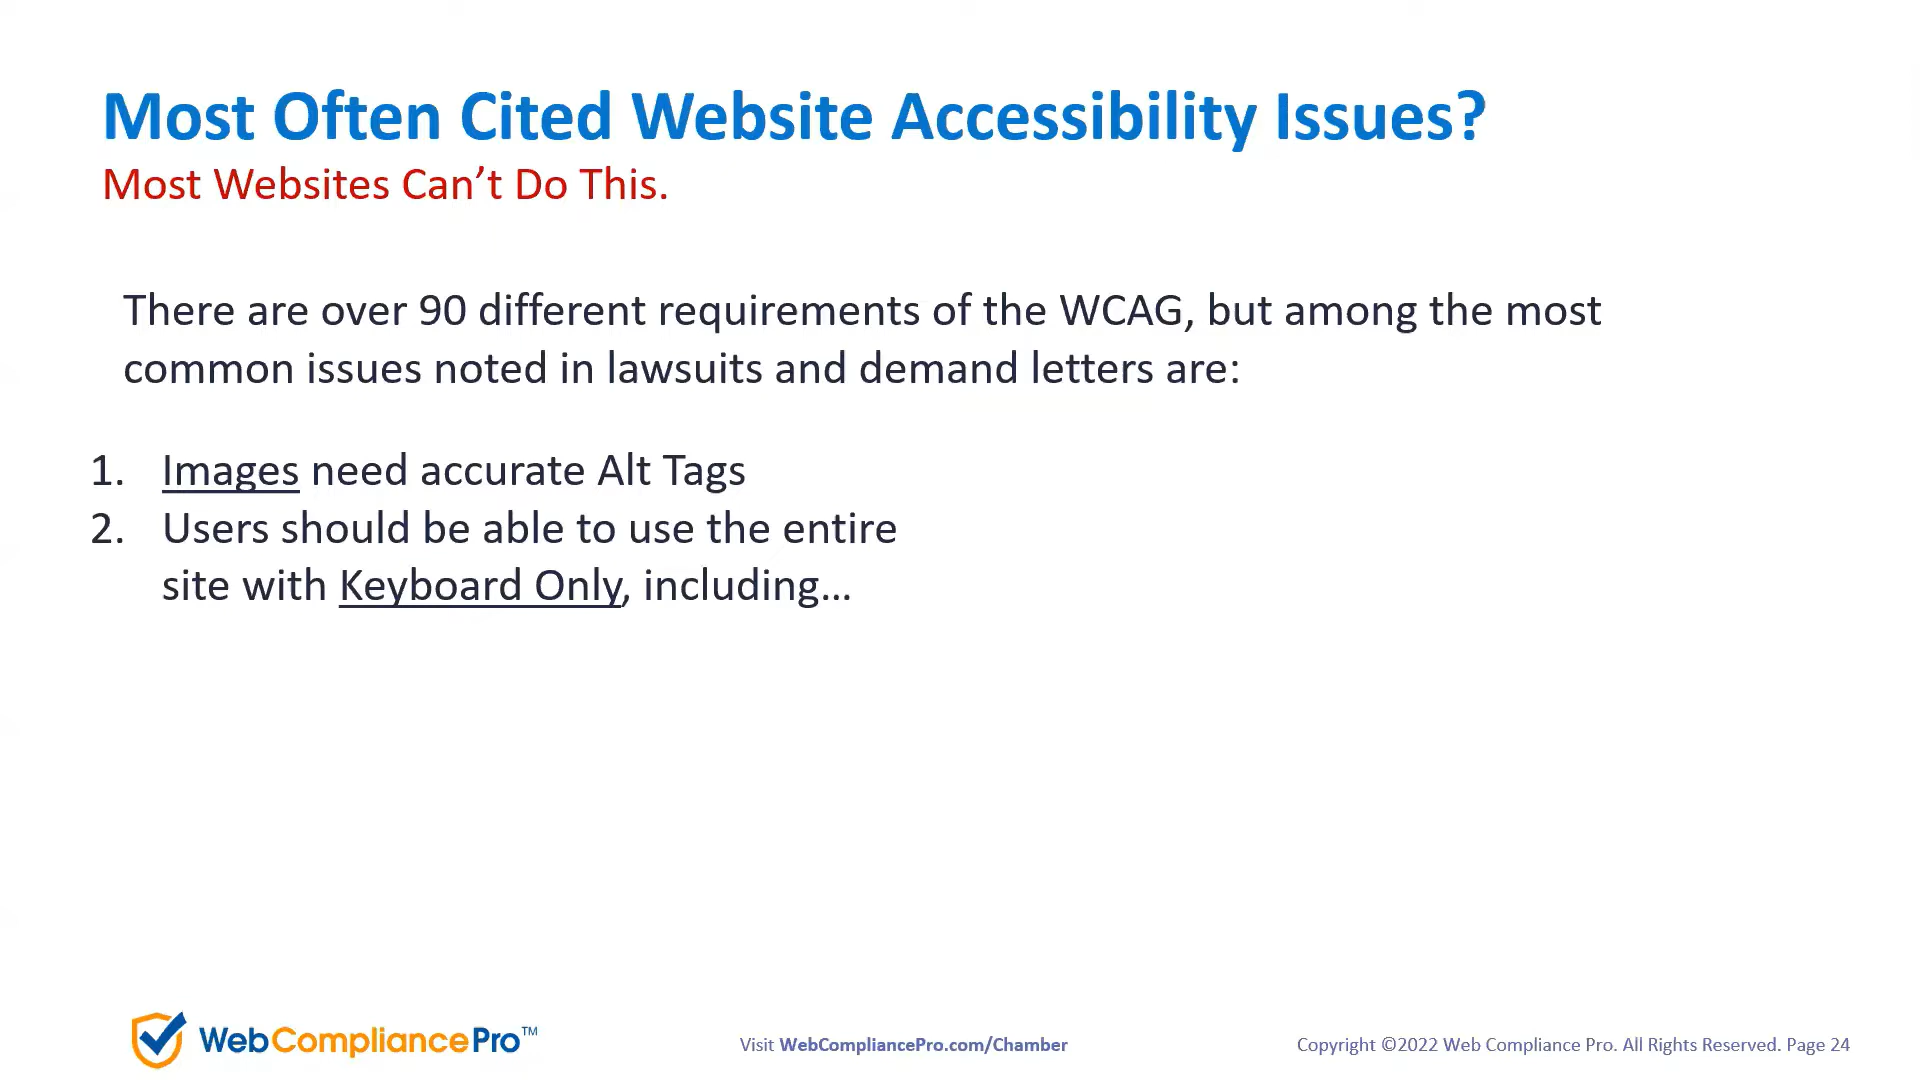 Most Often Cited Website Accessibility Issues?
Most Websites Can’t Do This.
There are over 90 different requirements of the WCAG, but among the most
common issues noted in lawsuits and demand letters are:
1. Images need accurate Alt Tags
2. Users should be able to use the entire
site with Keyboard Only, including…
WebCompliancePro™
Visit WebCompliancePro.com/Chamber
Copyright ©2022 Web Compliance Pro. All Rights Reserved. Page 24